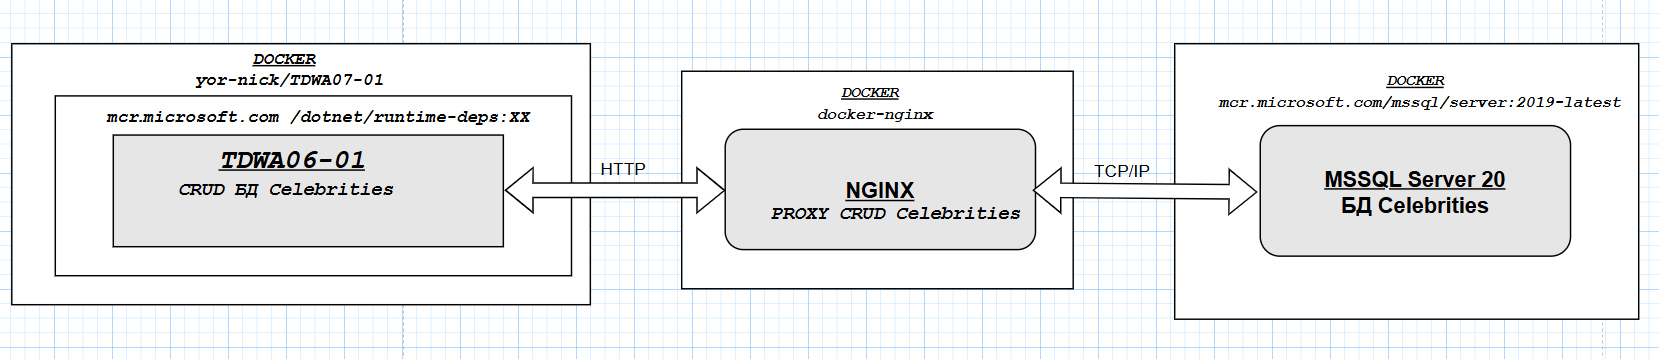 DOCKER
yor-nick/TDWA07-01
mcr.microsoft.com /dotnet/runtime-deps:XX
TDWA06-01
CRUD БД Celebrities
HTTP
DOCKER
docker-nginx
NGINX
PROXY CRUD Celebrities
TCP/IP
DOCKER
mcr.microsoft.com/mssql/server:2019-latest
MSSQL Server 20
БД Celebrities